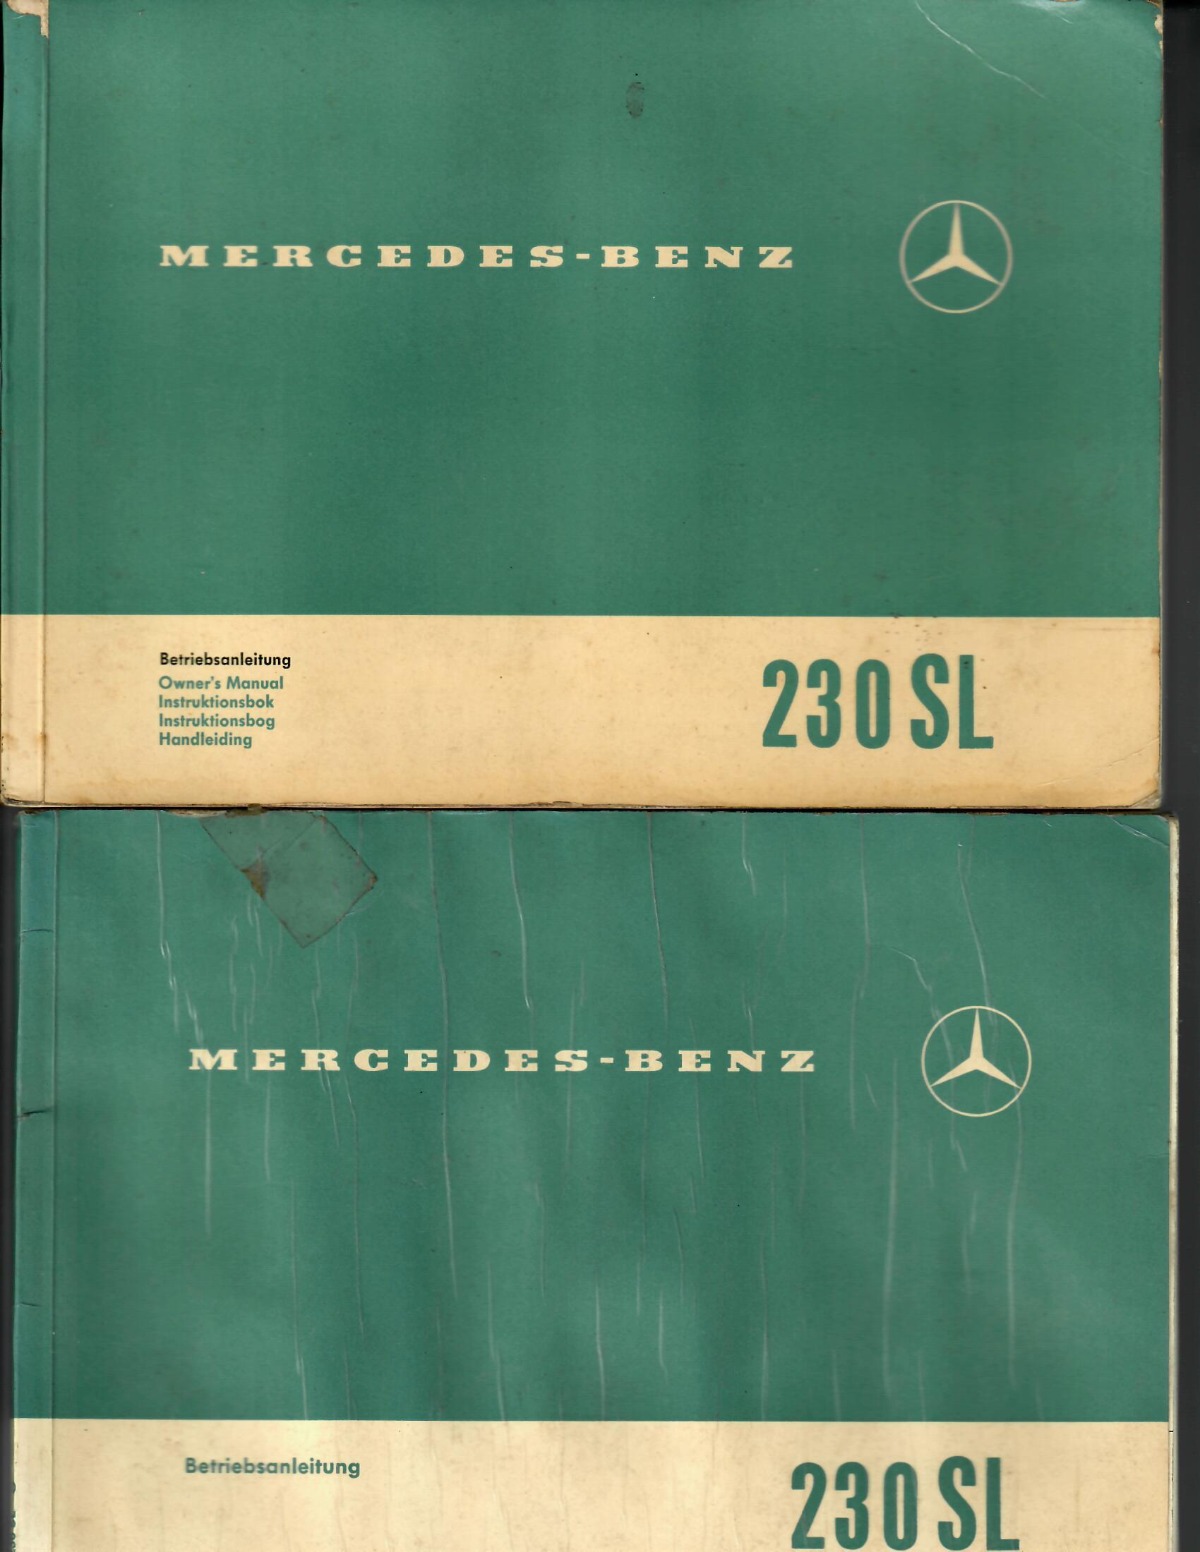 MERCEDES-BENZ
Betriebsanleitung
Owner's Manual
Instruktionsbok
Instruktionsbog
Handleiding
230 SL
MERCEDES-BENZ
Betriebsanleitung
230 SL